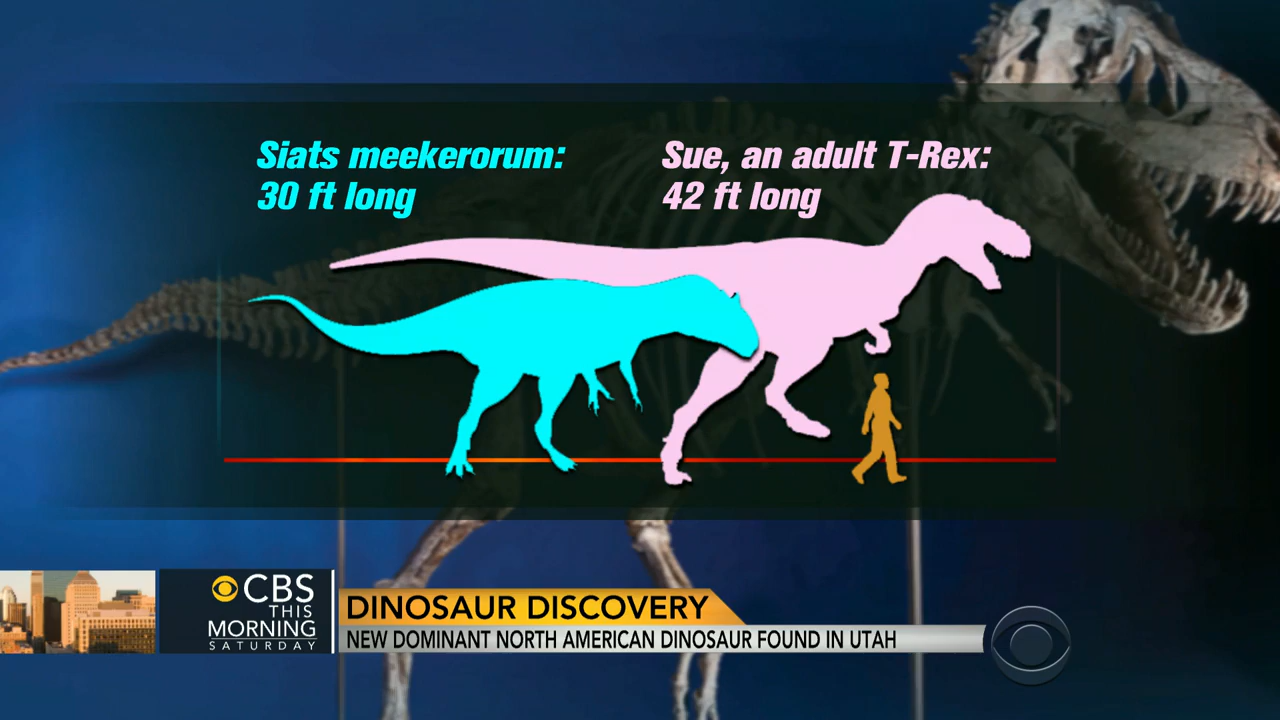 Siats meekerorum:
30 ft long
Sue, an adult T-Rex:
42 ft long
CBS
THIS
MORNING
SATURDAY
DINOSAUR DISCOVERY
NEW DOMINANT NORTH AMERICAN DINOSAUR FOUND IN UTAH